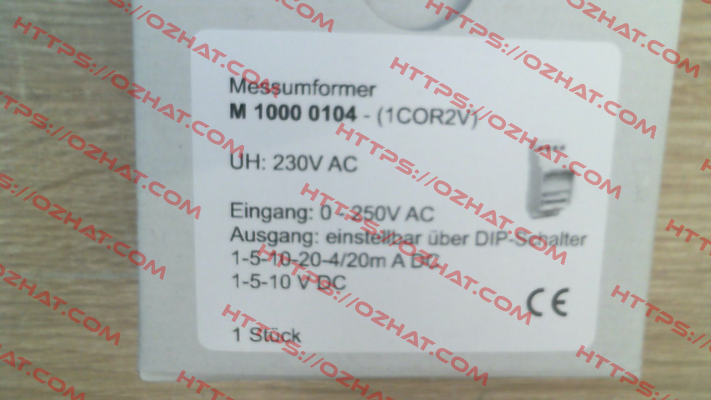 Messumformer
M 1000 0104 - (1COR2V)
UH: 230V AC
Eingang: 0 - 250V AC
Ausgang: einstellbar über DIP-Schalter
1-5-10-20-4/20m A DC
1-5-10 V DC
CE
1 Stück
HTTPS://OZHAT.COM